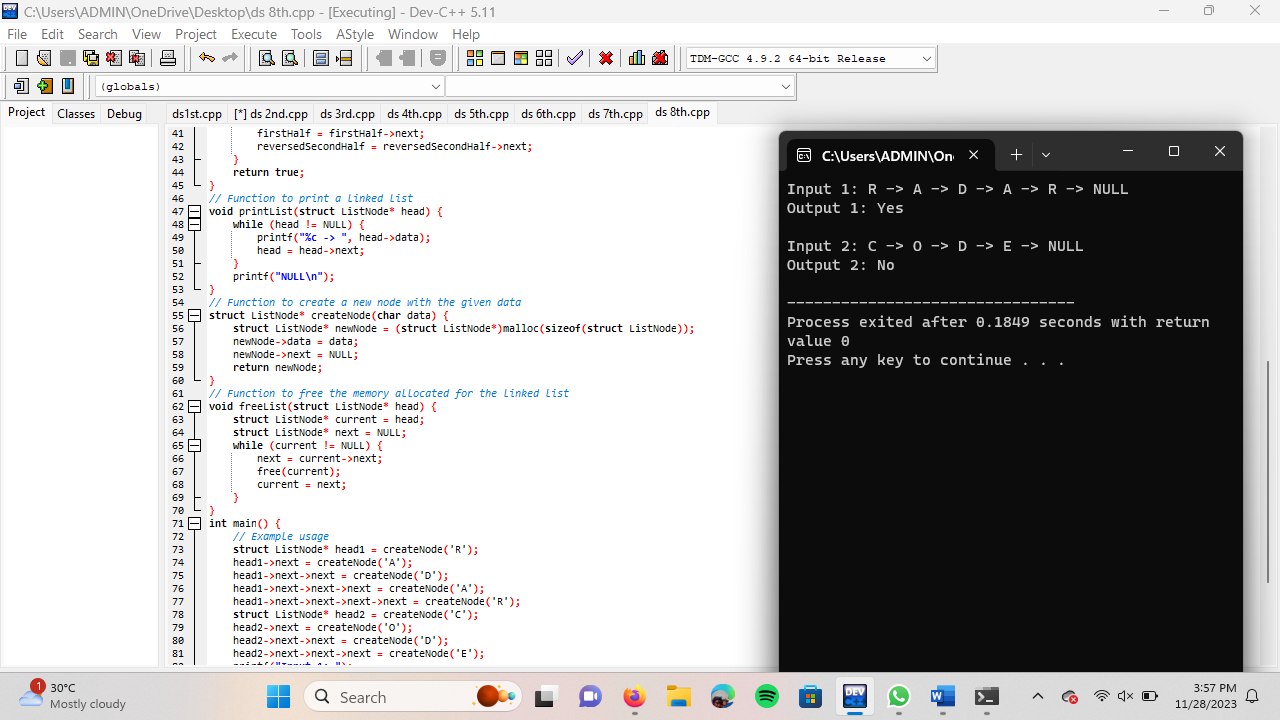 C:\Users\ADMIN\OneDrive\Desktop\ds 8th.cpp - [Executing] - Dev-C++ 5.11
File Edit Search View Project Execute Tools AStyle Window Help
TDM-GCC 4.9.2 64-bit Release
(globals)
Project Classes Debug
ds1st.cpp [*] ds 2nd.cpp ds 3rd.cpp ds 4th.cpp ds 5th.cpp ds 6th.cpp ds 7th.cpp ds 8th.cpp
41 firstHalf = firstHalf->next;
42 reversedSecondHalf = reversedSecondHalf->next;
43 }
44 return true;
45 }
46 // Function to print a linked list
47 void printList(struct ListNode* head) {
48 while (head != NULL) {
49 printf("%c -> ", head->data);
50 head = head->next;
51 }
52 printf("NULL\n");
53 }
54 // Function to create a new node with the given data
55 struct ListNode* createNode(char data) {
56 struct ListNode* newNode = (struct ListNode*)malloc(sizeof(struct ListNode));
57 newNode->data = data;
58 newNode->next = NULL;
59 return newNode;
60 }
61 // Function to free the memory allocated for the linked list
62 void freeList(struct ListNode* head) {
63 struct ListNode* current = head;
64 struct ListNode* next = NULL;
65 while (current != NULL) {
66 next = current->next;
67 free(current);
68 current = next;
69 }
70 }
71 int main() {
72 // Example usage
73 struct ListNode* head1 = createNode('R');
74 head1->next = createNode('A');
75 head1->next->next = createNode('D');
76 head1->next->next->next = createNode('A');
77 head1->next->next->next->next = createNode('R');
78 struct ListNode* head2 = createNode('C');
79 head2->next = createNode('O');
80 head2->next->next = createNode('D');
81 head2->next->next->next = createNode('E');
C:\Users\ADMIN\On
Input 1: R -> A -> D -> A -> R -> NULL
Output 1: Yes
Input 2: C -> O -> D -> E -> NULL
Output 2: No
--------------------------------
Process exited after 0.1849 seconds with return
value 0
Press any key to continue . . .
1
30°C
Mostly cloudy
Search
DEV
3:57 PM
11/28/2023